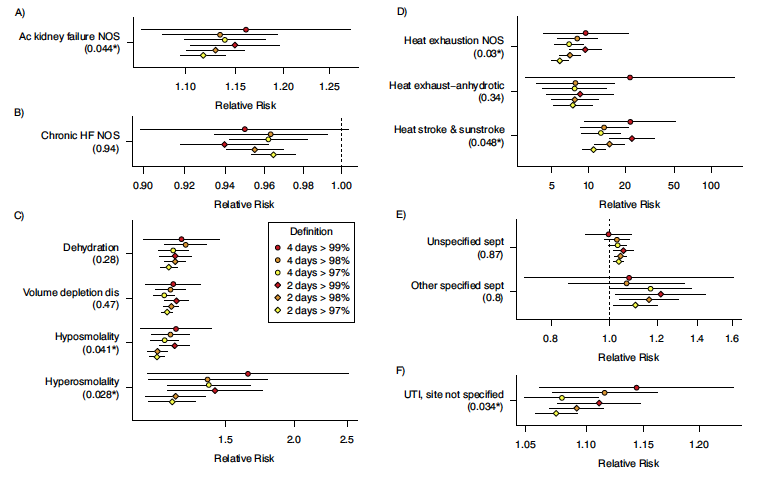 A)
Ac kidney failure NOS
(0.044*)
1.10 1.15 1.20 1.25
Relative Risk
B)
Chronic HF NOS
(0.94)
0.90 0.92 0.94 0.96 0.98 1.00
Relative Risk
C)
Dehydration
(0.28)
Volume depletion dis
(0.47)
Hyposmolality
(0.041*)
Hyperosmolality
(0.028*)
Definition
4 days > 99%
4 days > 98%
4 days > 97%
2 days > 99%
2 days > 98%
2 days > 97%
1.5 2.0 2.5
Relative Risk
D)
Heat exhaustion NOS
(0.03*)
Heat exhaust−anhydrotic
(0.34)
Heat stroke & sunstroke
(0.048*)
5 10 20 50 100
Relative Risk
E)
Unspecified sept
(0.87)
Other specified sept
(0.8)
0.8 1.0 1.2 1.4 1.6
Relative Risk
F)
UTI, site not specified
(0.034*)
1.05 1.10 1.15 1.20
Relative Risk